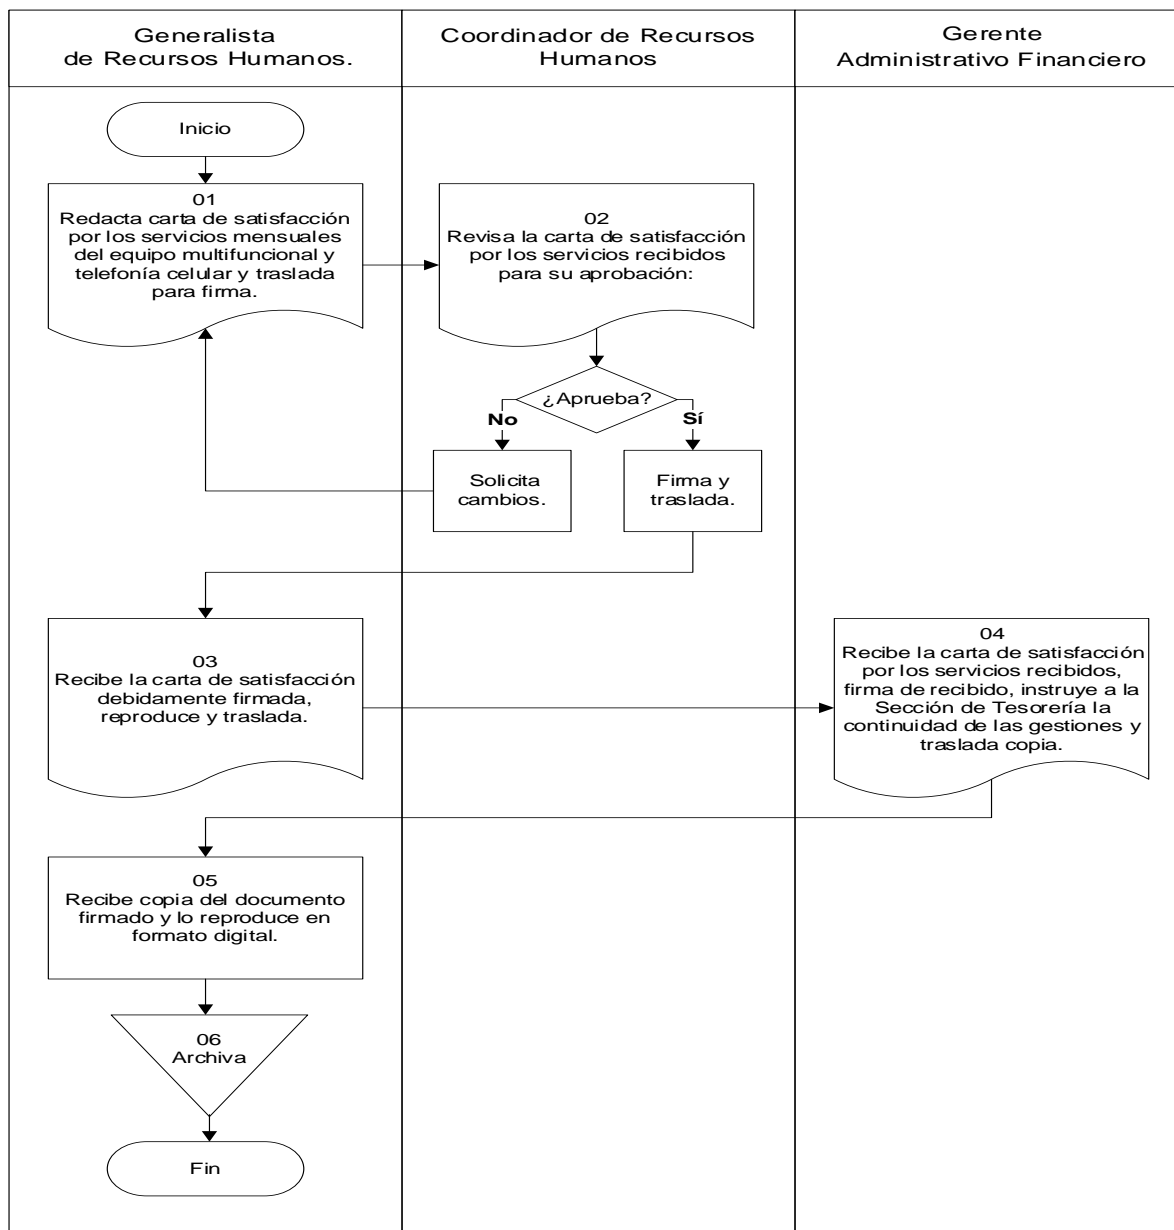 Generalista
de Recursos Humanos.
Coordinador de Recursos
Humanos
Gerente
Administrativo Financiero
Inicio
01
Redacta carta de satisfacción
por los servicios mensuales
del equipo multifuncional y
telefonía celular y traslada
para firma.
02
Revisa la carta de satisfacción
por los servicios recibidos
para su aprobación:
¿Aprueba?
No
Sí
Solicita
cambios.
Firma y
traslada.
03
Recibe la carta de satisfacción
debidamente firmada,
reproduce y traslada.
04
Recibe la carta de satisfacción
por los servicios recibidos,
firma de recibido, instruye a la
Sección de Tesorería la
continuidad de las gestiones y
traslada copia.
05
Recibe copia del documento
firmado y lo reproduce en
formato digital.
06
Archiva
Fin